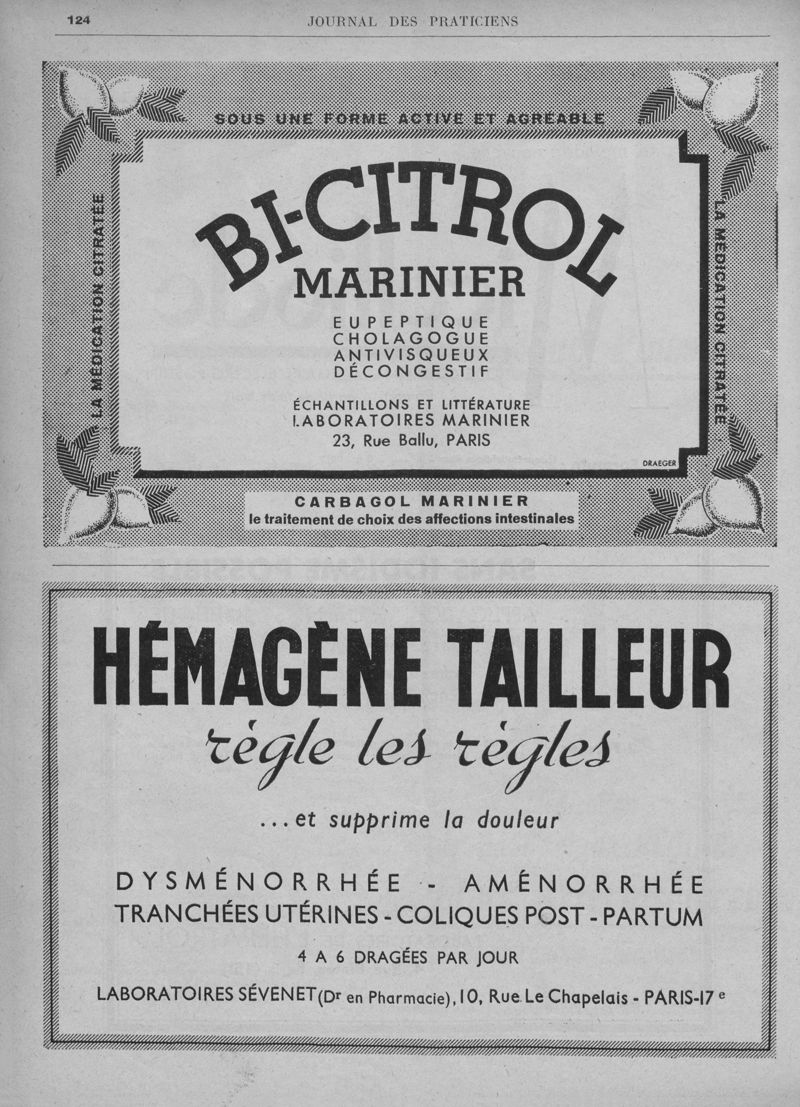 124
JOURNAL DES PRATICIENS
SOUS UNE FORME ACTIVE ET AGRÉABLE
LA MÉDICATION CITRATÉE
LA MÉDICATION CITRATÉE
BI-CITROL
MARINIER
EUPEPTIQUE
CHOLAGOGUE
ANTIVISQUEUX
DÉCONGESTIF
ÉCHANTILLONS ET LITTÉRATURE
LABORATOIRES MARINIER
23, Rue Ballu, PARIS
DRAEGER
CARBAGOL MARINIER
le traitement de choix des affections intestinales
HÉMAGÈNE TAILLEUR
règle les règles
...et supprime la douleur
DYSMÉNORRHÉE - AMÉNORRHÉE
TRANCHÉES UTÉRINES - COLIQUES POST - PARTUM
4 A 6 DRAGÉES PAR JOUR
LABORATOIRES SÉVENET (Dr en Pharmacie), 10, Rue Le Chapelais - PARIS-17e